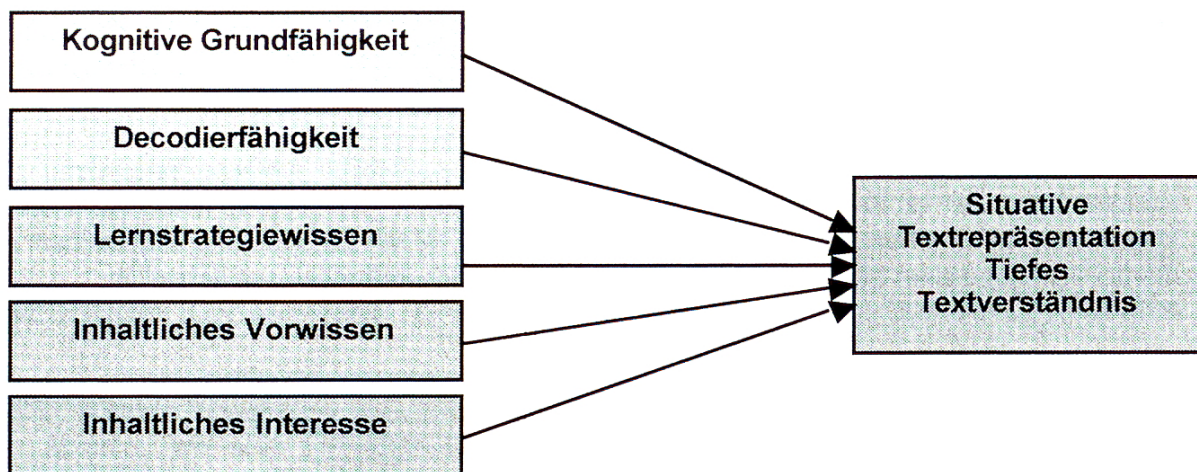 Kognitive Grundfähigkeit
Decodierfähigkeit
Lernstrategiewissen
Inhaltliches Vorwissen
Inhaltliches Interesse
Situative
Textrepräsentation
Tiefes
Textverständnis